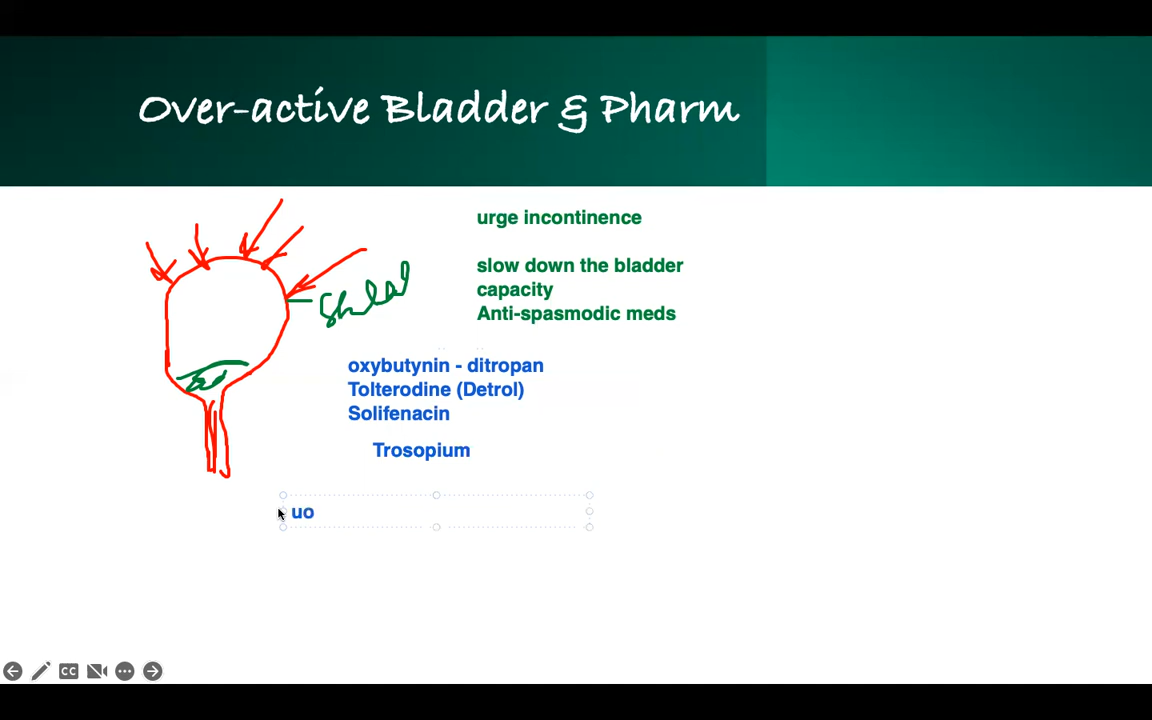 Over-active Bladder & Pharm
urge incontinence
slow down the bladder
capacity
Anti-spasmodic meds
oxybutynin - ditropan
Tolterodine (Detrol)
Solifenacin
Trosopium
uo
CC